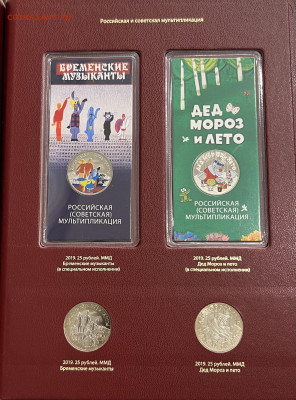 Российская и советская мультипликация
БРЕМЕНСКИЕ
МУЗЫКАНТЫ
РОССИЙСКАЯ
(СОВЕТСКАЯ)
МУЛЬТИПЛИКАЦИЯ
ДЕД
МОРОЗ
И ЛЕТО
РОССИЙСКАЯ
(СОВЕТСКАЯ)
МУЛЬТИПЛИКАЦИЯ
2019. 25 рублей. ММД
Бременские музыканты
(в специальном исполнении)
2019. 25 рублей. ММД
Дед Мороз и лето
(в специальном исполнении)
2019. 25 рублей. ММД
Бременские музыканты
2019. 25 рублей. ММД
Дед Мороз и лето